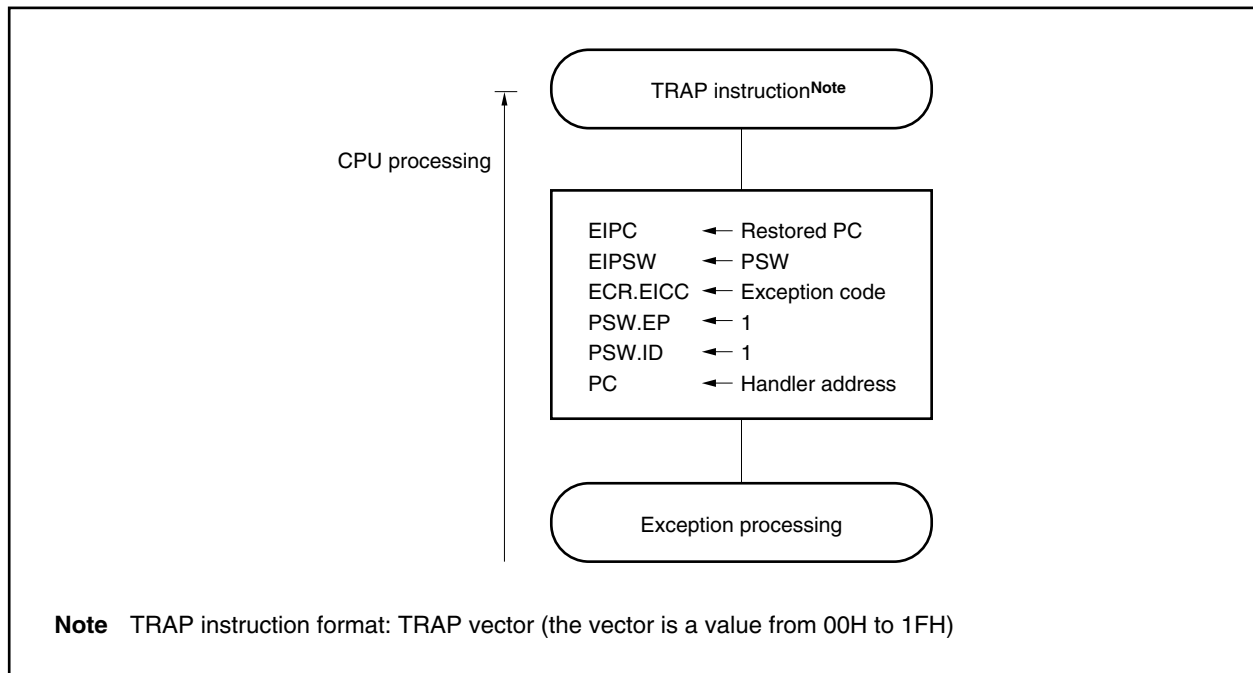 TRAP instructionNote
CPU processing
EIPC ← Restored PC
EIPSW ← PSW
ECR.EICC ← Exception code
PSW.EP ← 1
PSW.ID ← 1
PC ← Handler address
Exception processing
Note TRAP instruction format: TRAP vector (the vector is a value from 00H to 1FH)